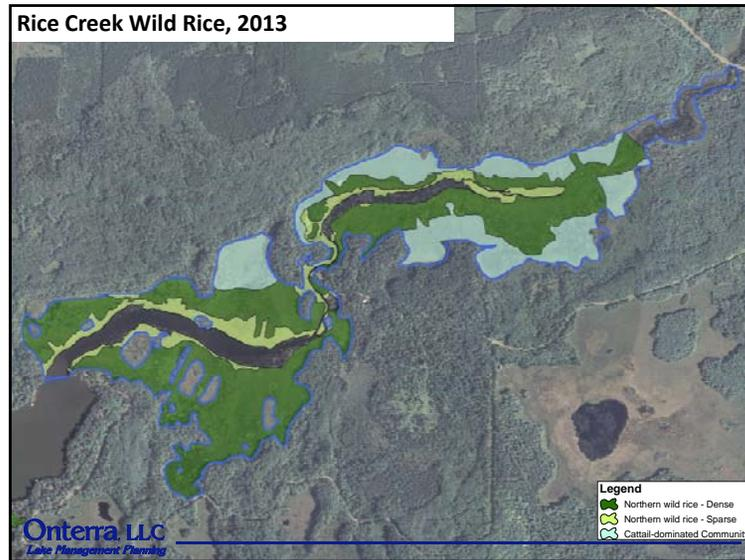 Rice Creek Wild Rice, 2013
Legend
Northern wild rice - Dense
Northern wild rice - Sparse
Cattail-dominated Communit
Onterra, LLC
Lake Management Planning